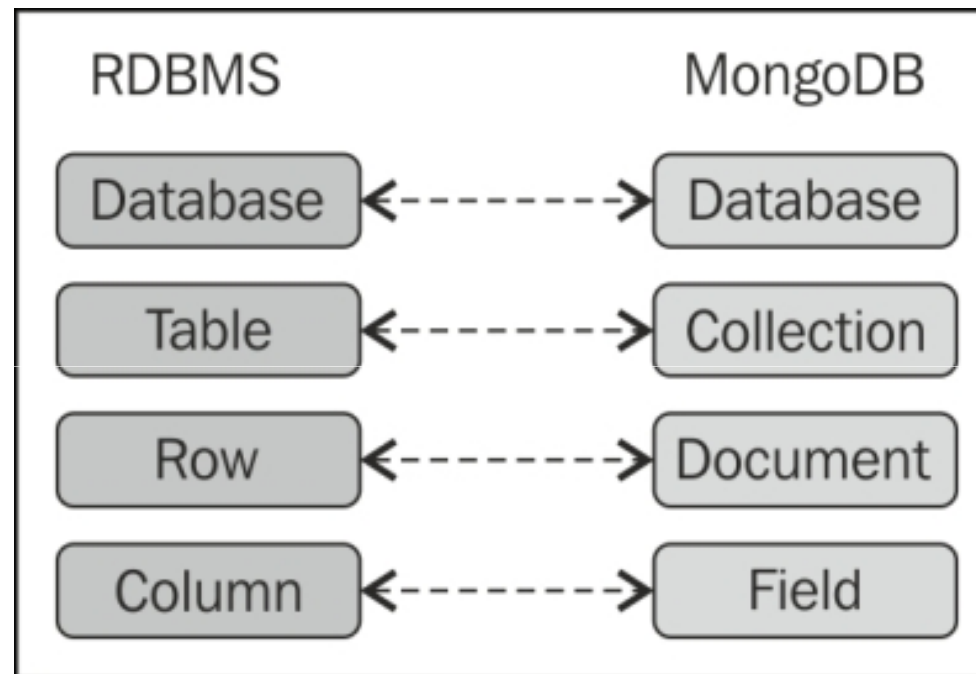 RDBMS MongoDB
Database Database
Table Collection
Row Document
Column Field